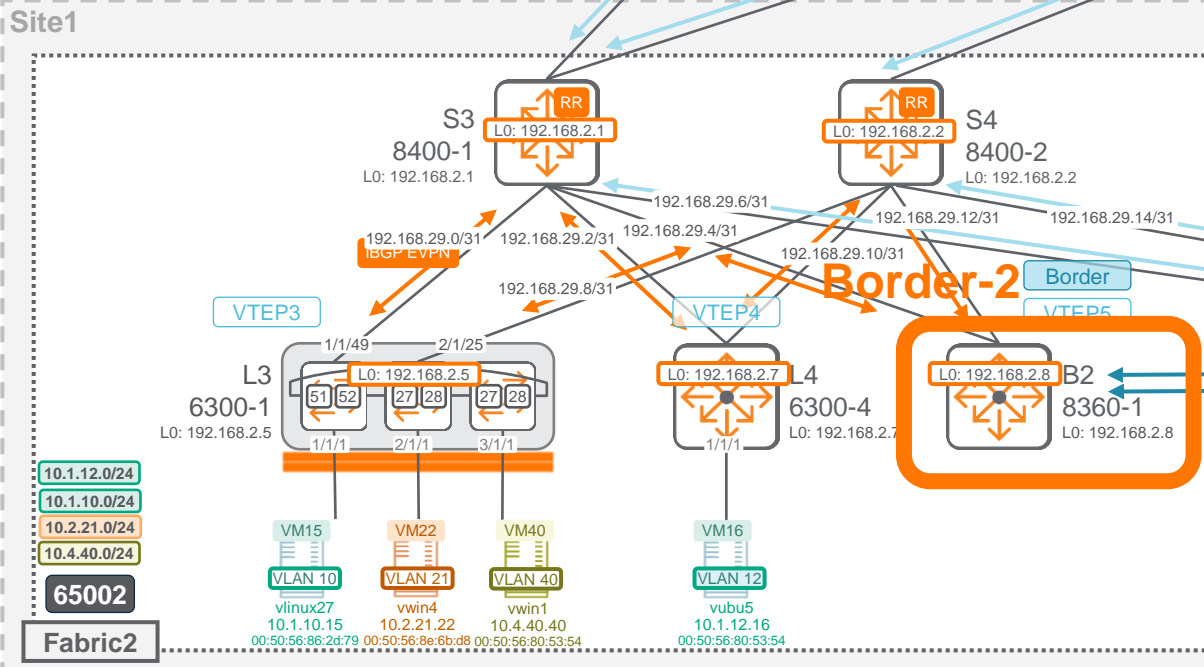 Site1
RR
L0: 192.168.2.1
S3
8400-1
L0: 192.168.2.1
RR
L0: 192.168.2.2
S4
8400-2
L0: 192.168.2.2
192.168.29.6/31
192.168.29.12/31
192.168.29.14/31
192.168.29.0/31
192.168.29.2/31
192.168.29.4/31
iBGP EVPN
192.168.29.10/31
192.168.29.8/31
Border-2
Border
VTEP3
VTEP4
VTEP5
1/1/49
2/1/25
L0: 192.168.2.5
51
52
27
28
27
28
1/1/1
2/1/1
3/1/1
L3
6300-1
L0: 192.168.2.5
L0: 192.168.2.7
1/1/1
L4
6300-4
L0: 192.168.2.7
L0: 192.168.2.8
B2
8360-1
L0: 192.168.2.8
10.1.12.0/24
10.1.10.0/24
10.2.21.0/24
10.4.40.0/24
65002
Fabric2
VM15
VLAN 10
vlinux27
10.1.10.15
00:50:56:86:2d:79
VM22
VLAN 21
vwin4
10.2.21.22
00:50:56:8e:6b:d8
VM40
VLAN 40
vwin1
10.4.40.40
00:50:56:80:53:54
VM16
VLAN 12
vubu5
10.1.12.16
00:50:56:80:53:54